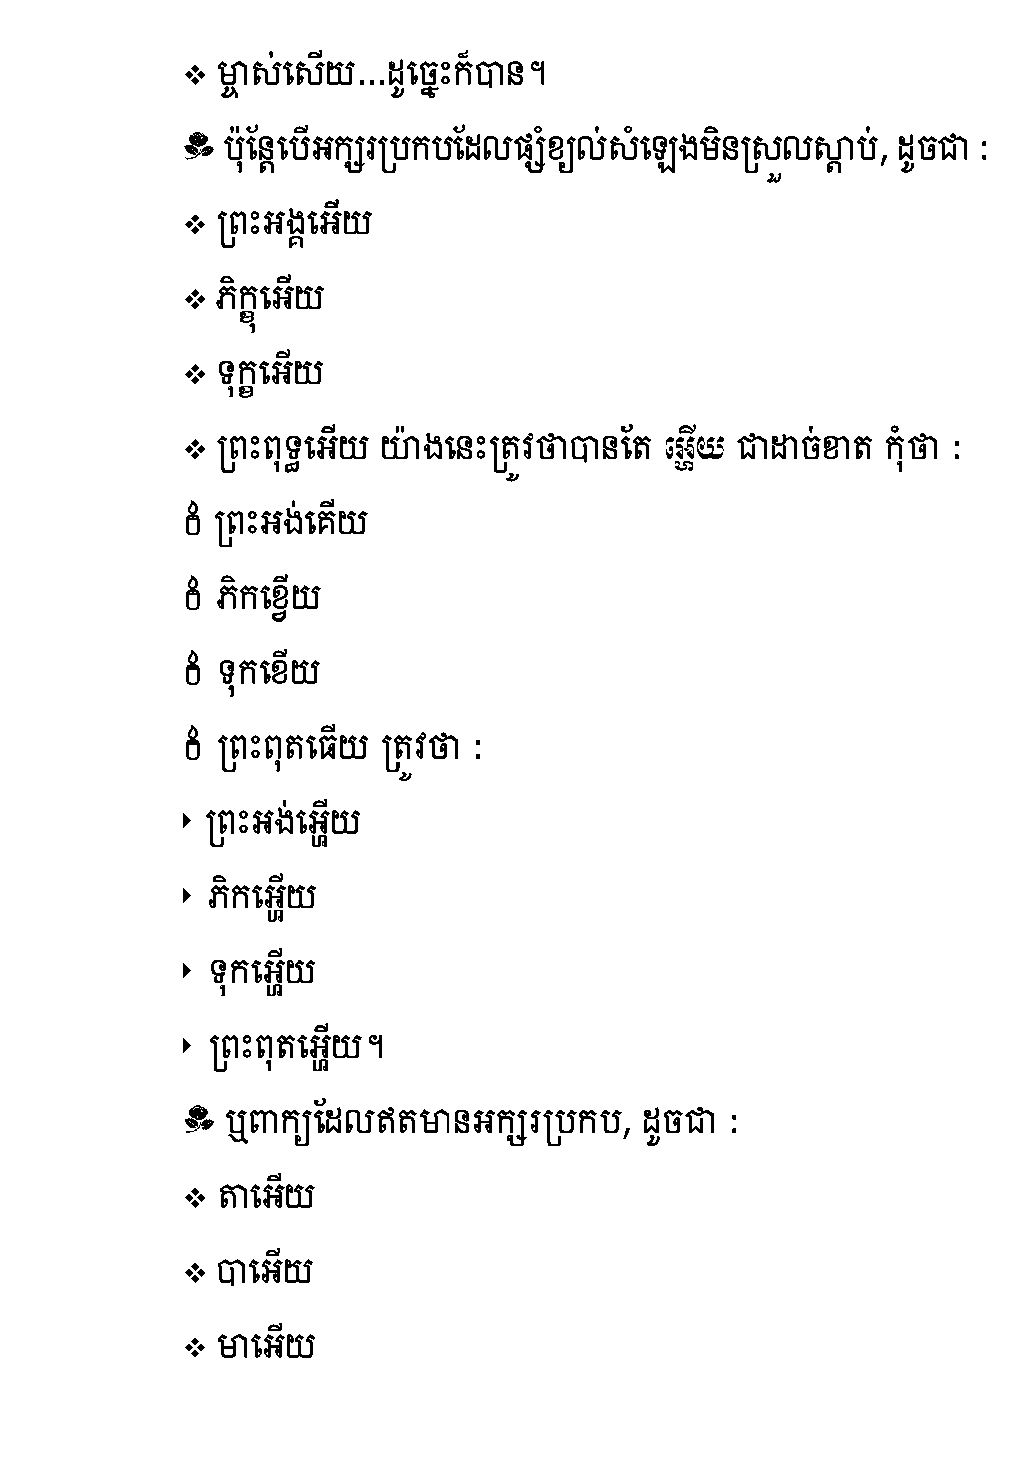 ❖ ម្ចាស់សើយ...ដូច្នេះក៏បាន។
ប៉ុន្តែបើអក្សរប្រកបដែលផ្សំខ្យល់សំឡេងមិនស្រួលស្ដាប់, ដូចជា :
❖ ព្រះអង្គអើយ
❖ ភិក្ខុអើយ
❖ ទុក្ខអើយ
❖ ព្រះពុទ្ធអើយ យ៉ាងនេះត្រូវថាបានតែ អ្ហើយ ជាដាច់ខាត កុំថា :
ព្រះអង់គើយ
ភិកខ្វើយ
ទុកខើយ
ព្រះពុតធើយ ត្រូវថា :
‣ ព្រះអង់អ្ហើយ
‣ ភិកអ្ហើយ
‣ ទុកអ្ហើយ
‣ ព្រះពុតអ្ហើយ។
ឬពាក្យដែលឥតមានអក្សរប្រកប, ដូចជា :
❖ តាអើយ
❖ បាអើយ
❖ មាអើយ